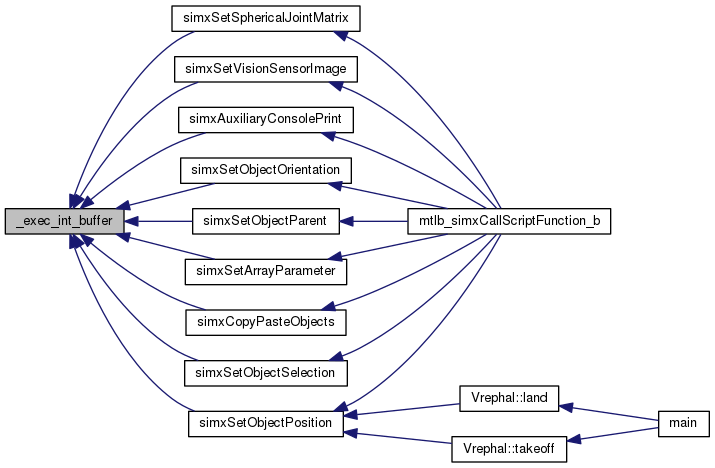 simxSetSphericalJointMatrix
simxSetVisionSensorImage
simxAuxiliaryConsolePrint
simxSetObjectOrientation
_exec_int_buffer
simxSetObjectParent
mtlb_simxCallScriptFunction_b
simxSetArrayParameter
simxCopyPasteObjects
simxSetObjectSelection
simxSetObjectPosition
Vrephal::land
main
Vrephal::takeoff